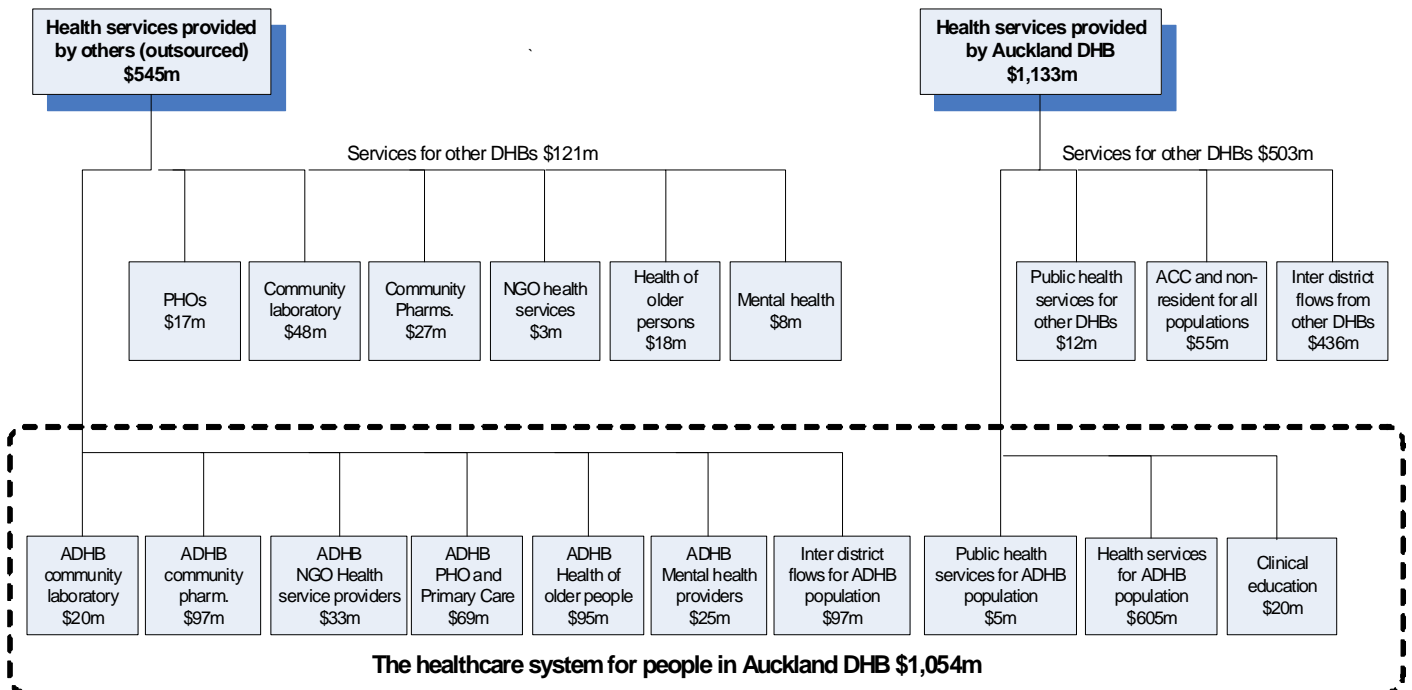 Health services provided
by others (outsourced)
$545m
`
Health services provided
by Auckland DHB
$1,133m
Services for other DHBs $121m
Services for other DHBs $503m
PHOs
$17m
Community
laboratory
$48m
Community
Pharms.
$27m
NGO health
services
$3m
Health of
older
persons
$18m
Mental health
$8m
Public health
services for
other DHBs
$12m
ACC and non-
resident for all
populations
$55m
Inter district
flows from
other DHBs
$436m
ADHB
community
laboratory
$20m
ADHB
community
pharm.
$97m
ADHB
NGO Health
service providers
$33m
ADHB
PHO and
Primary Care
$69m
ADHB
Health of
older people
$95m
ADHB
Mental health
providers
$25m
Inter district
flows for ADHB
population
$97m
Public health
services for ADHB
population
$5m
Health services
for ADHB
population
$605m
Clinical
education
$20m
The healthcare system for people in Auckland DHB $1,054m